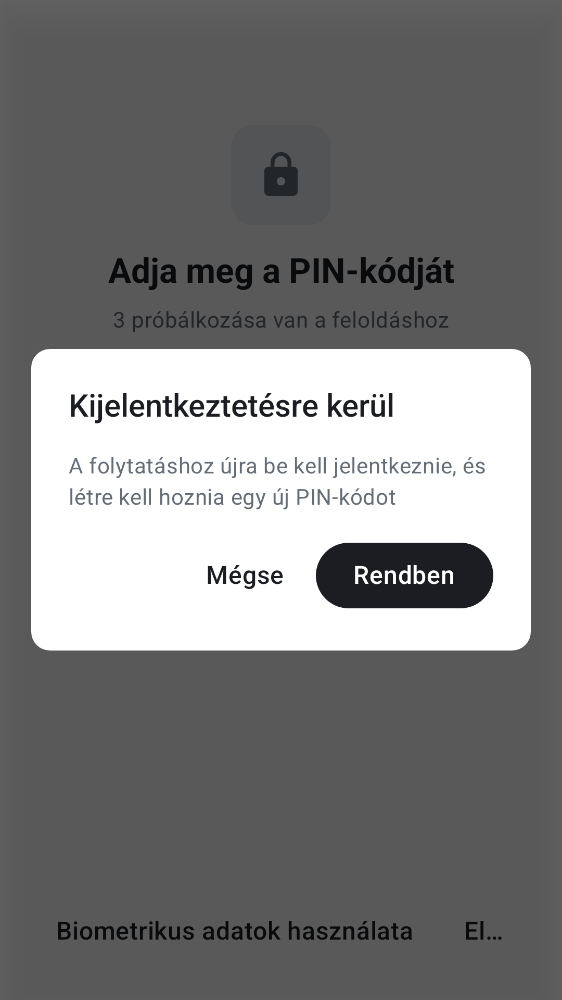 Adja meg a PIN-kódját
3 próbálkozása van a feloldáshoz
Kijelentkeztetésre kerül
A folytatáshoz újra be kell jelentkeznie, és
létre kell hoznia egy új PIN-kódot
Mégse
Rendben
Biometrikus adatok használata
El…